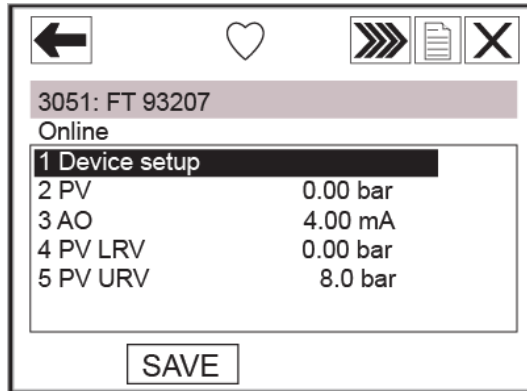 3051: FT 93207
Online
1 Device setup
2 PV 0.00 bar
3 AO 4.00 mA
4 PV LRV 0.00 bar
5 PV URV 8.0 bar
SAVE